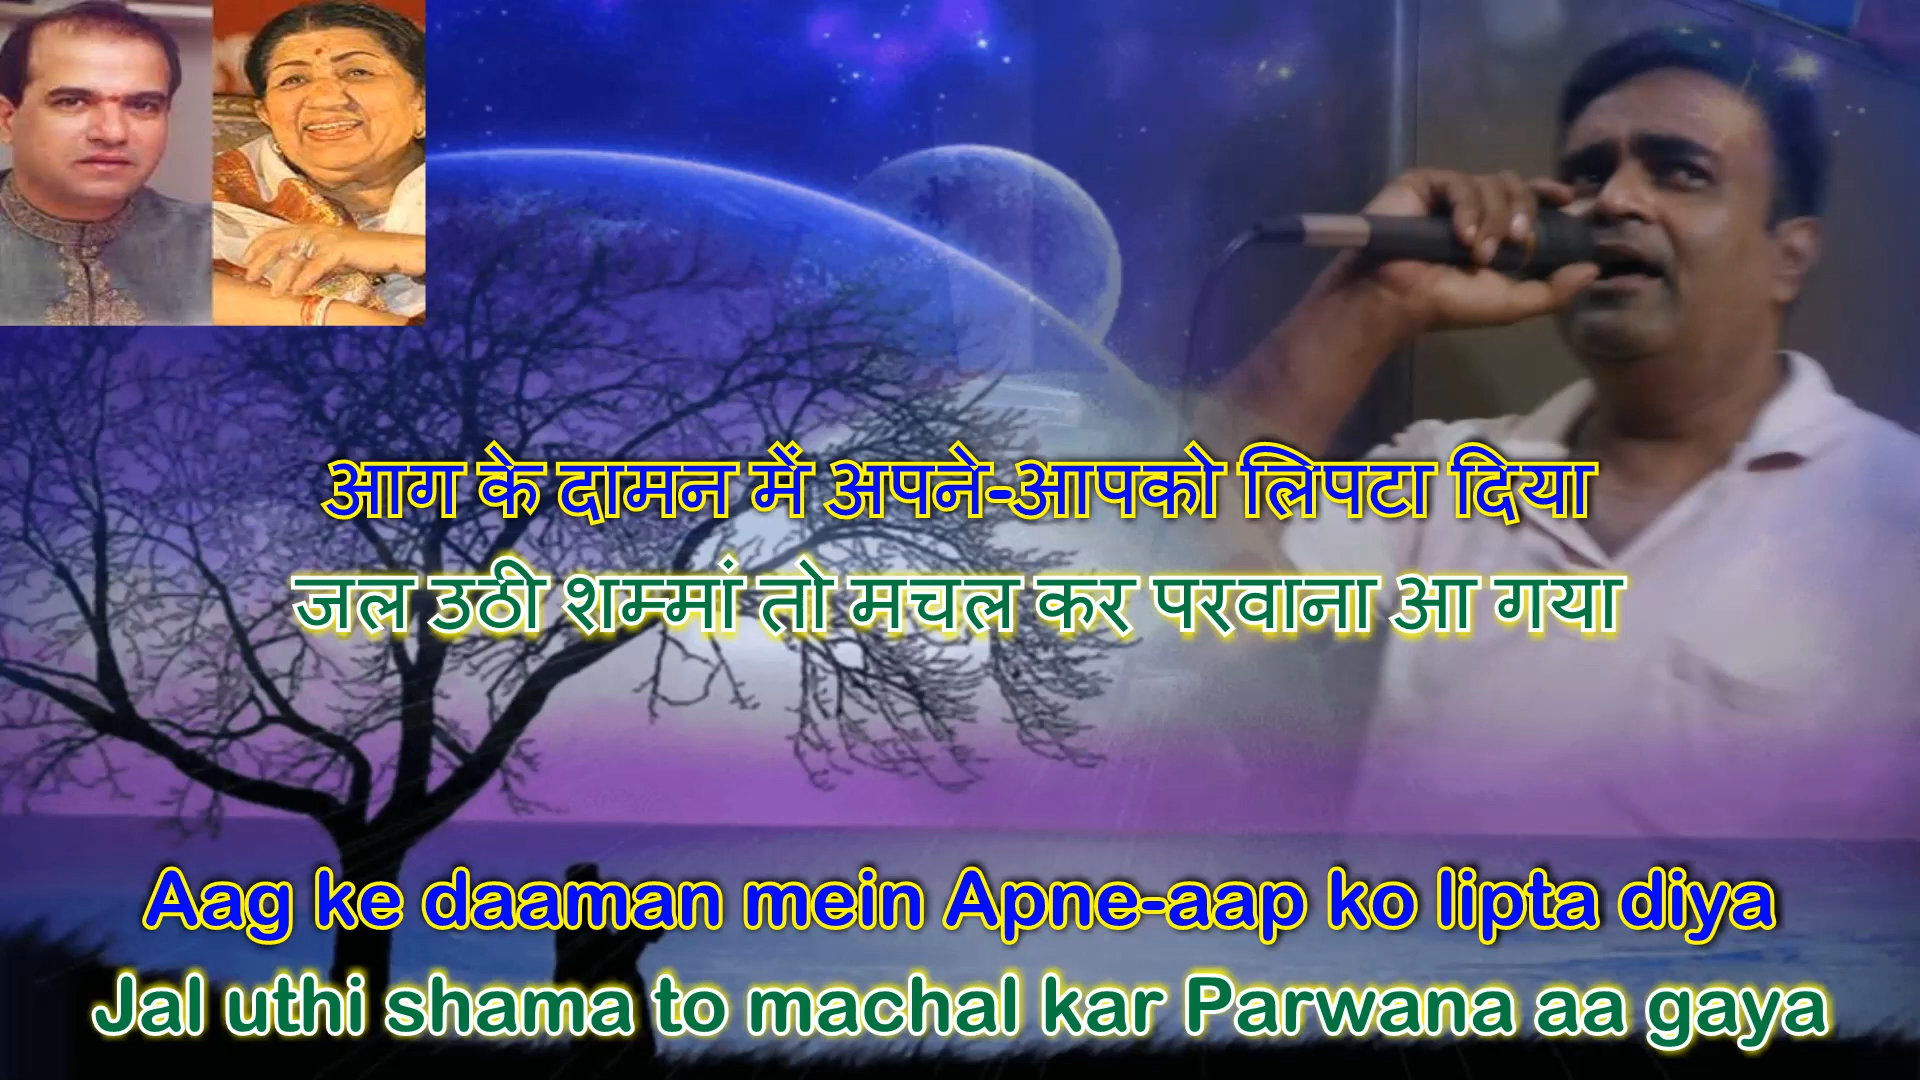 आग के दामन में अपने-आपको लिपटा दिया
जल उठी शम्मां तो मचल कर परवाना आ गया
Aag ke daaman mein Apne-aap ko lipta diya
Jal uthi shama to machal kar Parwana aa gaya